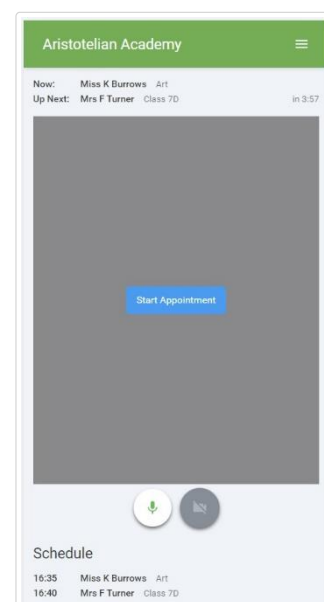 Aristotelian Academy
Now: Miss K Burrows Art
Up Next: Mrs F Turner Class 7D in 3:57
Start Appointment
Schedule
16:35 Miss K Burrows Art
16:40 Mrs F Turner Class 7D